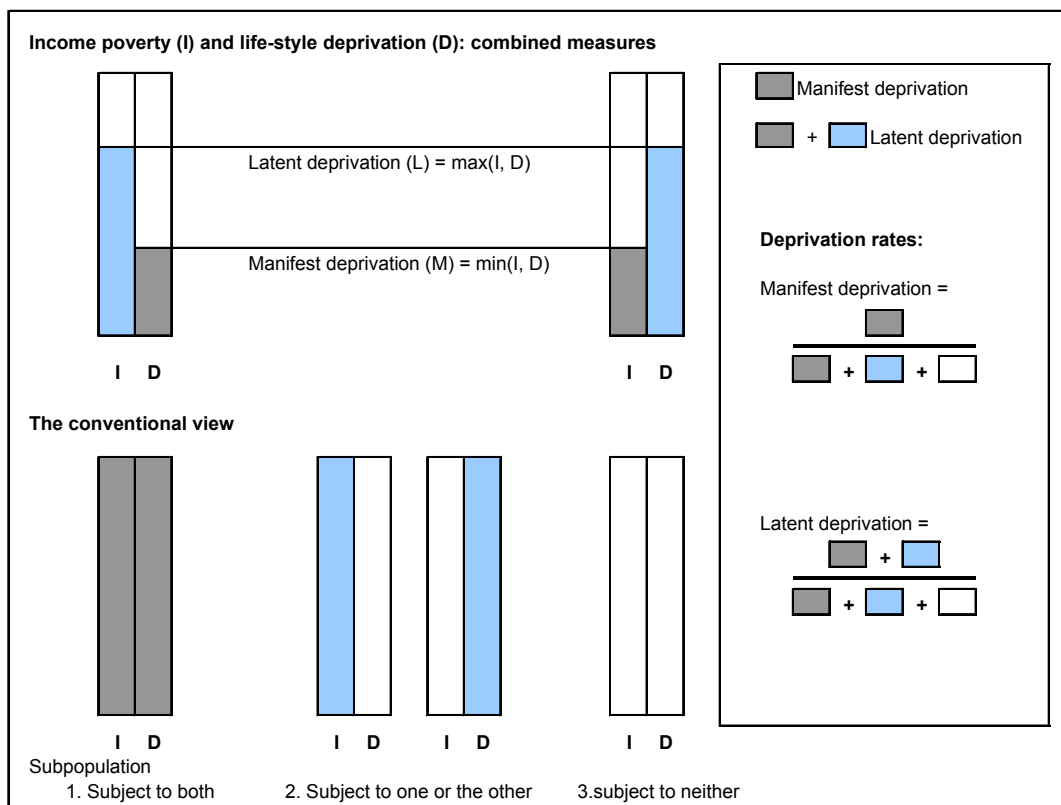 Income poverty (I) and life-style deprivation (D): combined measures
Latent deprivation (L) = max(I, D)
Manifest deprivation (M) = min(I, D)
I D
I D
The conventional view
I D
I D
I D
I D
Subpopulation
1. Subject to both
2. Subject to one or the other
3.subject to neither
Manifest deprivation
+ Latent deprivation
Deprivation rates:
Manifest deprivation =
+ +
Latent deprivation =
+
+ +